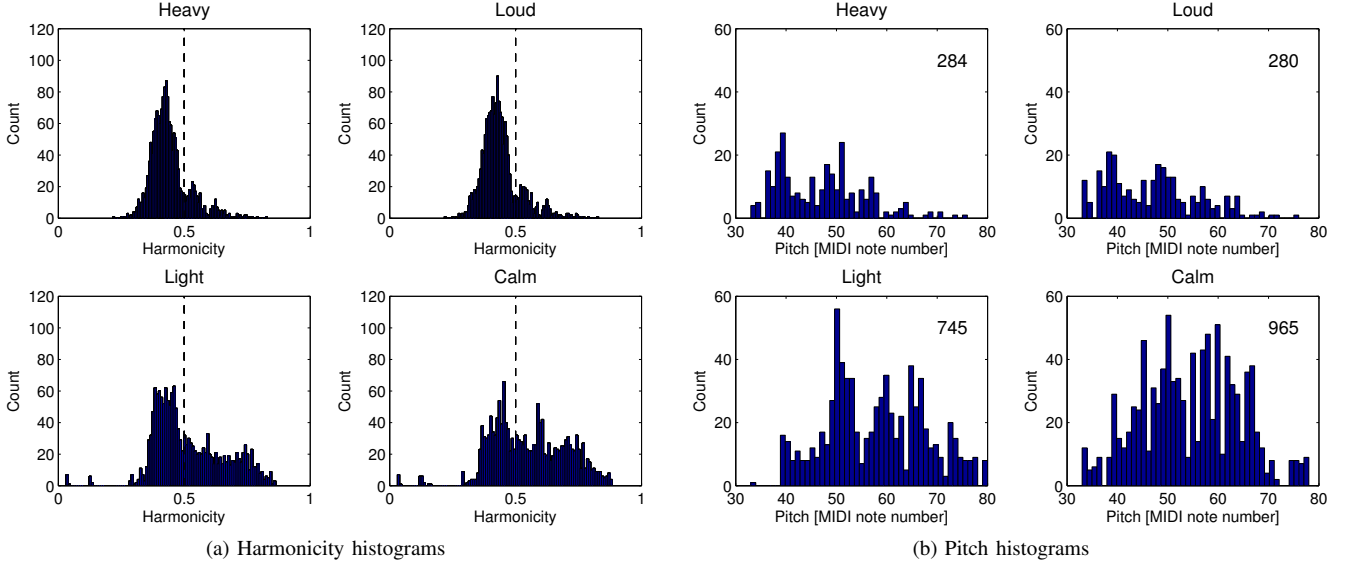 Heavy
120
100
80
60
40
20
0
Count
0 0.5 1
Harmonicity
Loud
120
100
80
60
40
20
0
Count
0 0.5 1
Harmonicity
Light
120
100
80
60
40
20
0
Count
0 0.5 1
Harmonicity
Calm
120
100
80
60
40
20
0
Count
0 0.5 1
Harmonicity
(a) Harmonicity histograms
Heavy
284
60
40
20
0
Count
30 40 50 60 70 80
Pitch [MIDI note number]
Loud
280
60
40
20
0
Count
30 40 50 60 70 80
Pitch [MIDI note number]
Light
745
60
40
20
0
Count
30 40 50 60 70 80
Pitch [MIDI note number]
Calm
965
60
40
20
0
Count
30 40 50 60 70 80
Pitch [MIDI note number]
(b) Pitch histograms